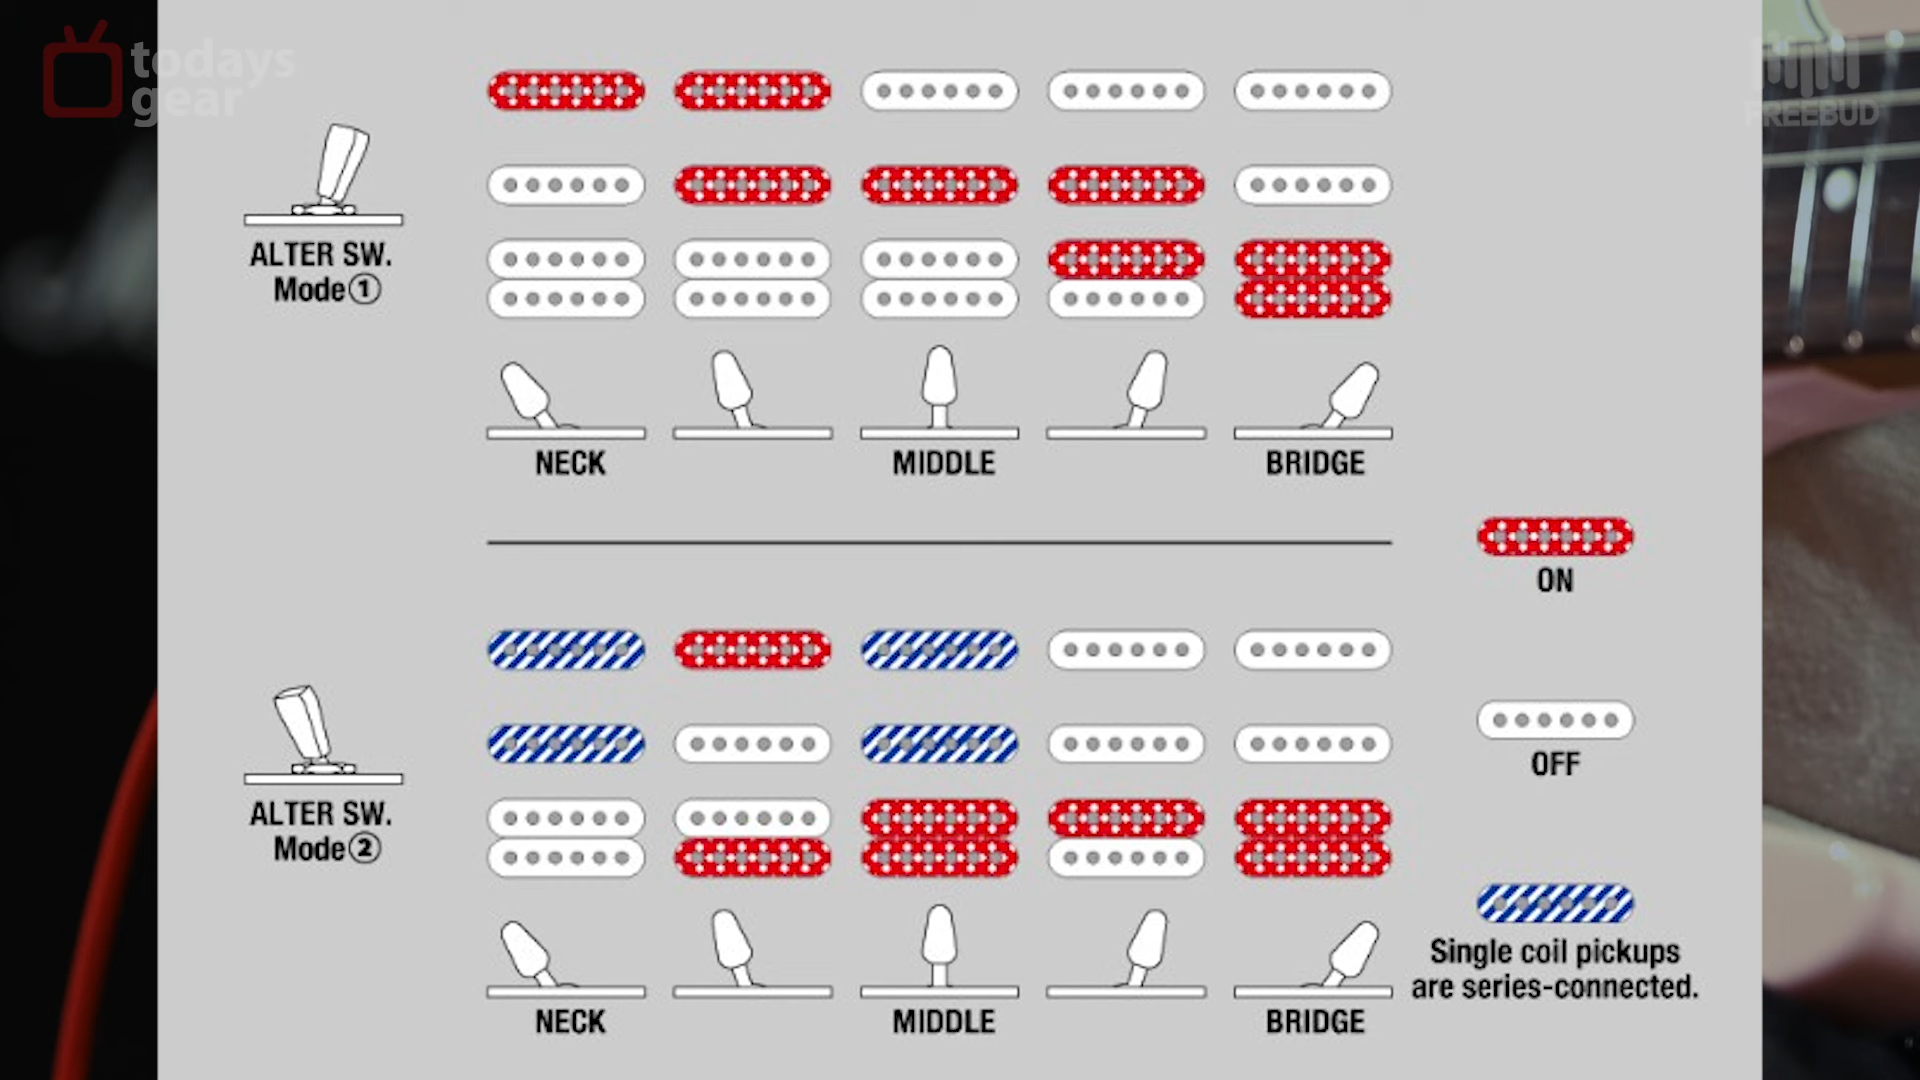 todays
gear
FREEBUD
ALTER SW.
Mode①
NECK
MIDDLE
BRIDGE
ON
OFF
ALTER SW.
Mode②
Single coil pickups
are series-connected.
NECK
MIDDLE
BRIDGE